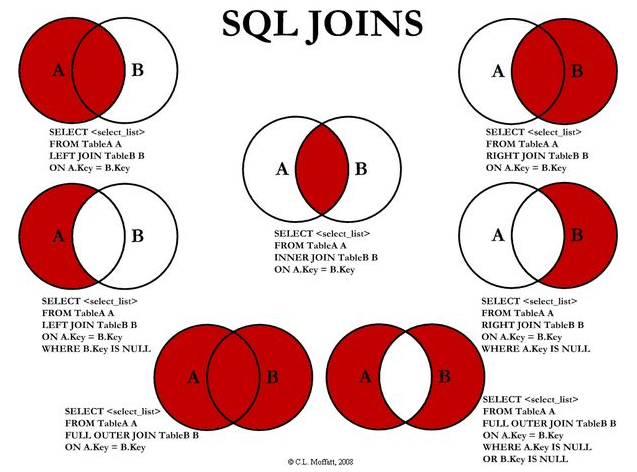 SQL JOINS
A B
SELECT <select_list>
FROM TableA A
LEFT JOIN TableB B
ON A.Key = B.Key
A B
SELECT <select_list>
FROM TableA A
RIGHT JOIN TableB B
ON A.Key = B.Key
A B
SELECT <select_list>
FROM TableA A
INNER JOIN TableB B
ON A.Key = B.Key
A B
SELECT <select_list>
FROM TableA A
LEFT JOIN TableB B
ON A.Key = B.Key
WHERE B.Key IS NULL
A B
SELECT <select_list>
FROM TableA A
RIGHT JOIN TableB B
ON A.Key = B.Key
WHERE A.Key IS NULL
A B
SELECT <select_list>
FROM TableA A
FULL OUTER JOIN TableB B
ON A.Key = B.Key
A B
SELECT <select_list>
FROM TableA A
FULL OUTER JOIN TableB B
ON A.Key = B.Key
WHERE A.Key IS NULL
OR B.Key IS NULL
© C.L. Moffatt, 2008